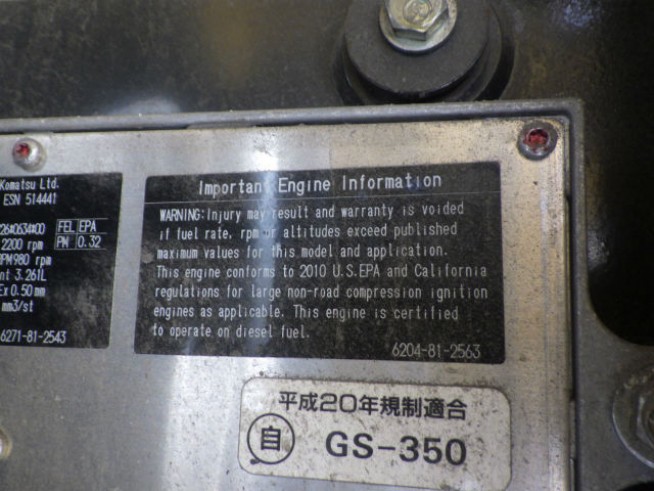 Komatsu Ltd.
ESN 514441
26*0634*00 FEL EPA
2200 rpm PM 0.32
RPM980 rpm
nt 3.261L
Ex 0.50 mm
mm3/st
6271-81-2543
Important Engine Information
WARNING: Injury may result and warranty is voided
if fuel rate, rpm or altitudes exceed published
maximum values for this model and application.
This engine conforms to 2010 U.S.EPA and California
regulations for large non-road compression ignition
engines as applicable. This engine is certified
to operate on diesel fuel.
6204-81-2563
平成20年規制適合
自 GS-350